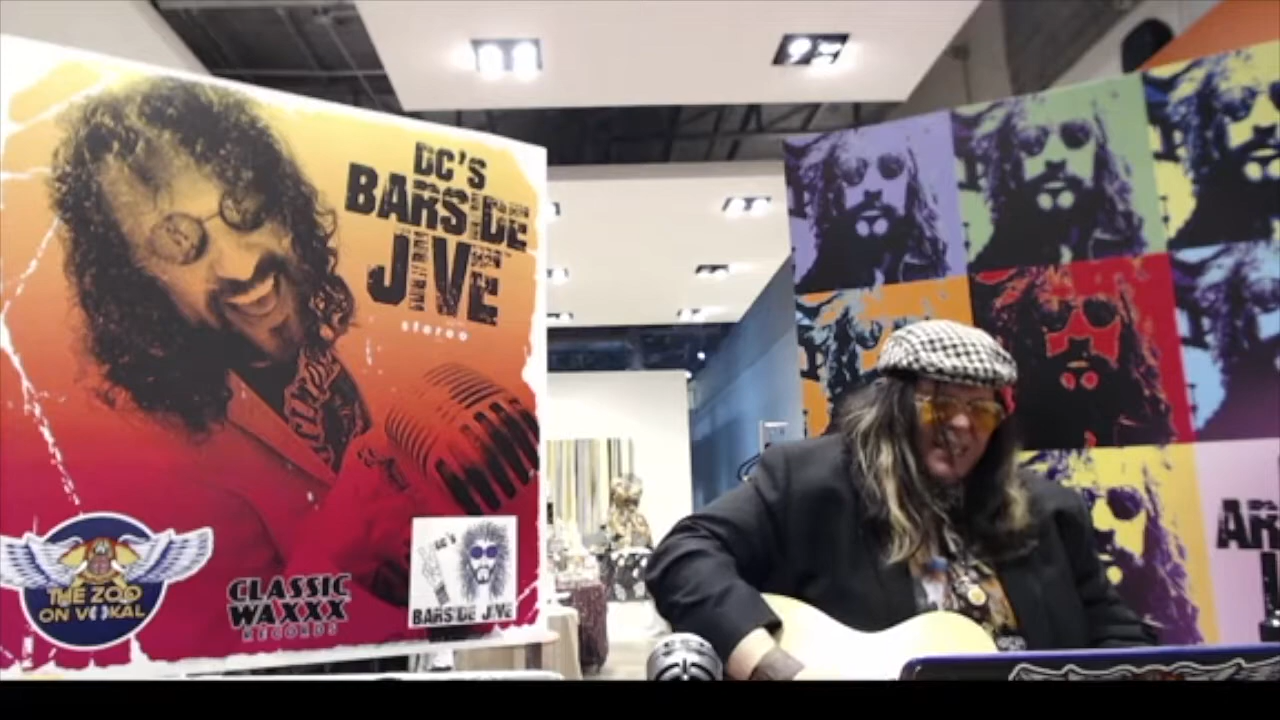 DC'S
BARSIDE
JIVE
stereo
THE ZOO
ON VOKAL
CLASSIC
WAXXX
RECORDS
DC's
BARSIDE JIVE
AR